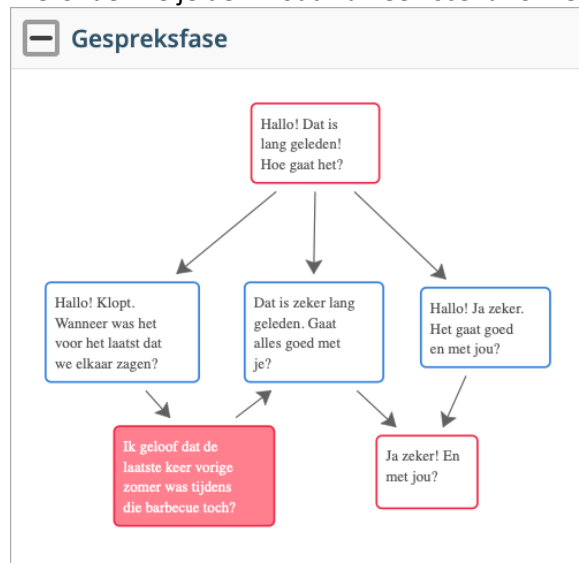 Gespreksfase
Hallo! Dat is
lang geleden!
Hoe gaat het?
Hallo! Klopt.
Wanneer was het
voor het laatst dat
we elkaar zagen?
Dat is zeker lang
geleden. Gaat
alles goed met
je?
Hallo! Ja zeker.
Het gaat goed
en met jou?
Ik geloof dat de
laatste keer vorige
zomer was tijdens
die barbecue toch?
Ja zeker! En
met jou?